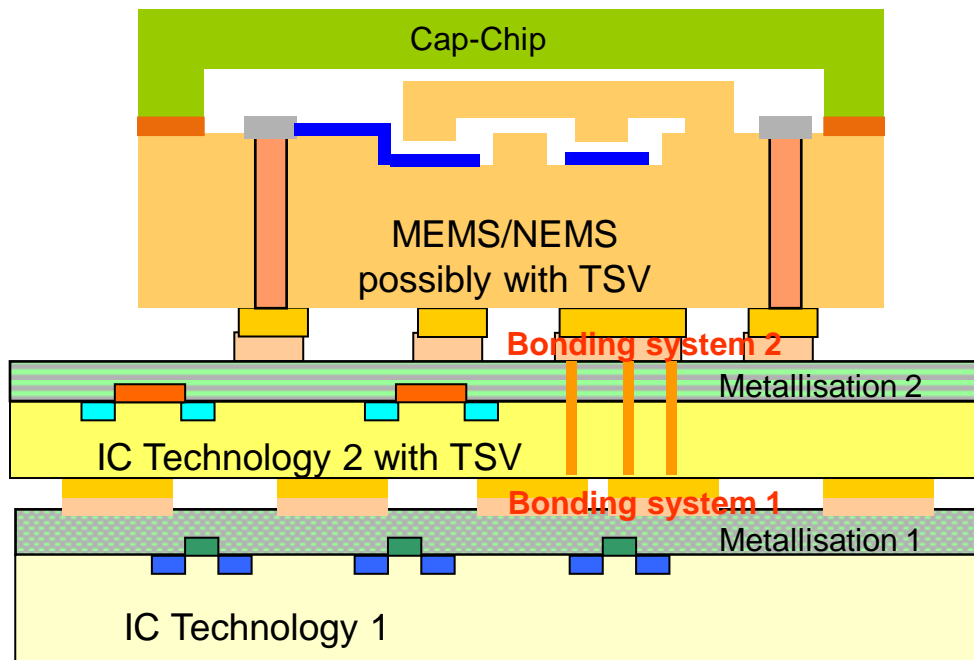 Cap-Chip
MEMS/NEMS
possibly with TSV
Bonding system 2
Metallisation 2
IC Technology 2 with TSV
Bonding system 1
Metallisation 1
IC Technology 1